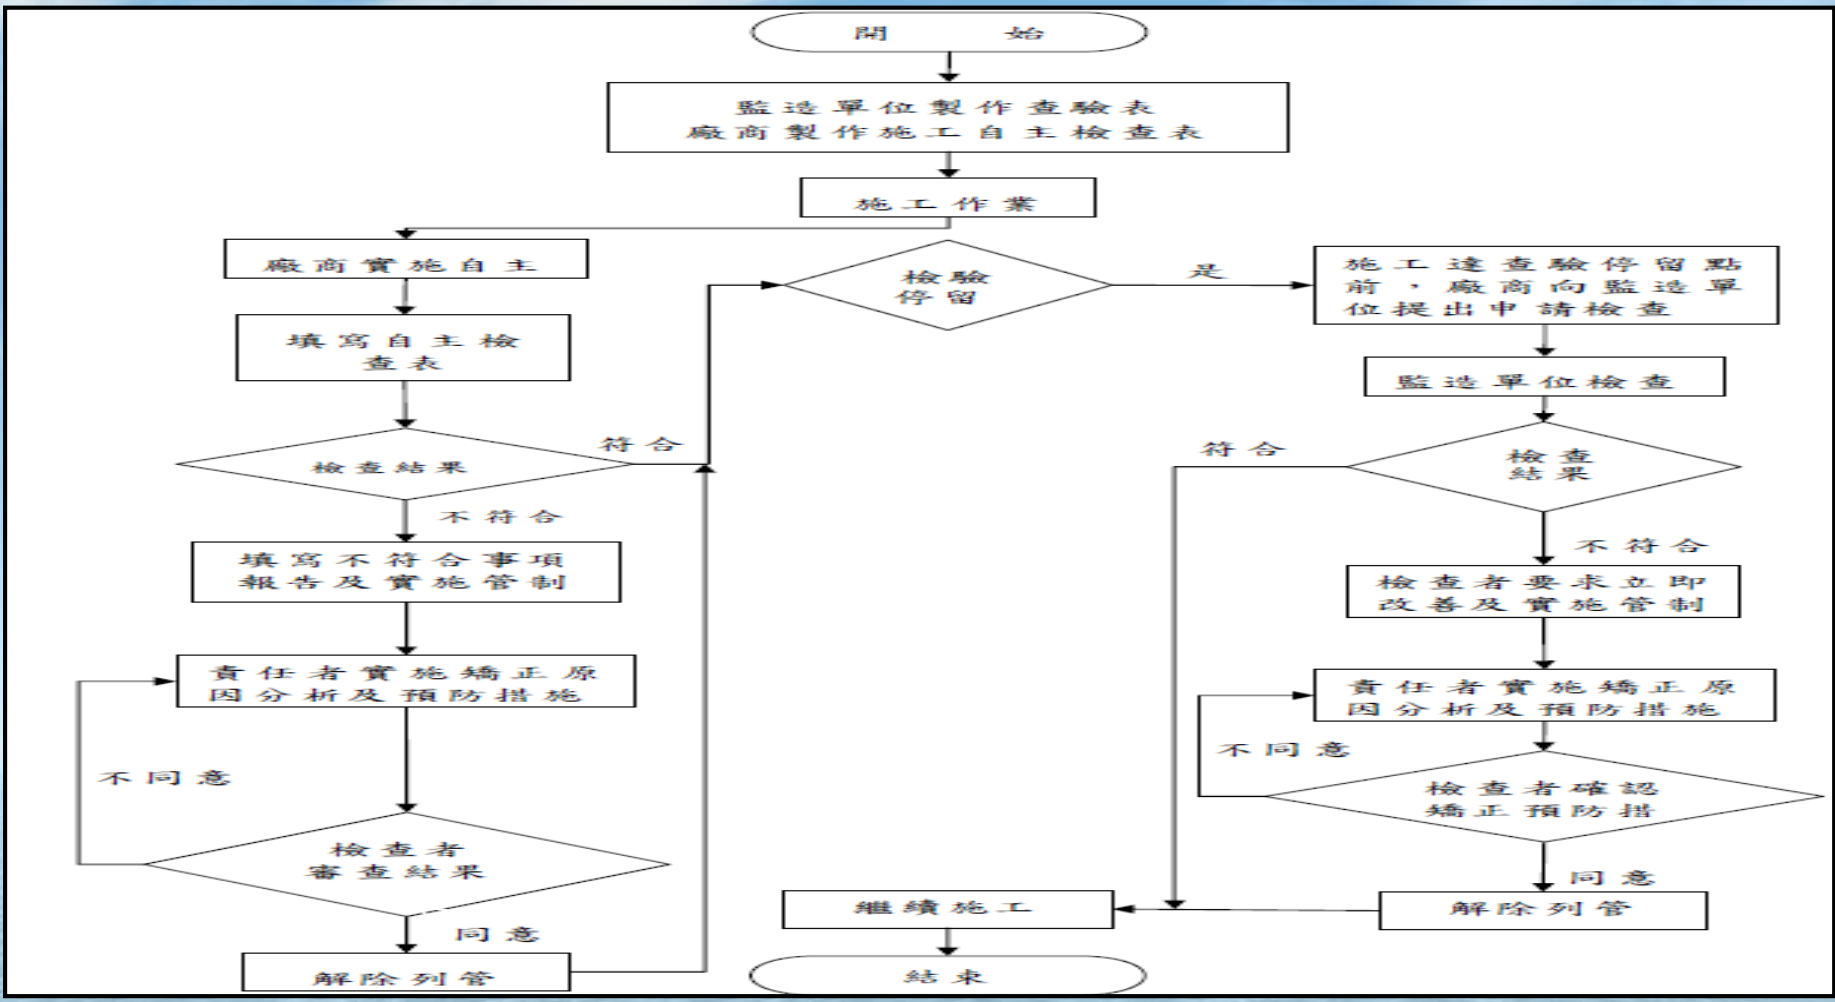 開始
監造單位製作查驗表
廠商製作施工自主檢查表
施工作業
廠商實施自主
填寫自主檢
查表
檢查結果
符合
不符合
填寫不符合事項
報告及實施管制
責任者實施矯正原
因分析及預防措施
不同意
檢查者
審查結果
同意
解除列管
檢驗
停留
是
施工達查驗停留點
前，廠商向監造單
位提出申請檢查
監造單位檢查
檢查
結果
符合
不符合
檢查者要求立即
改善及實施管制
責任者實施矯正原
因分析及預防措施
不同意
檢查者確認
矯正預防措
同意
解除列管
繼續施工
結束